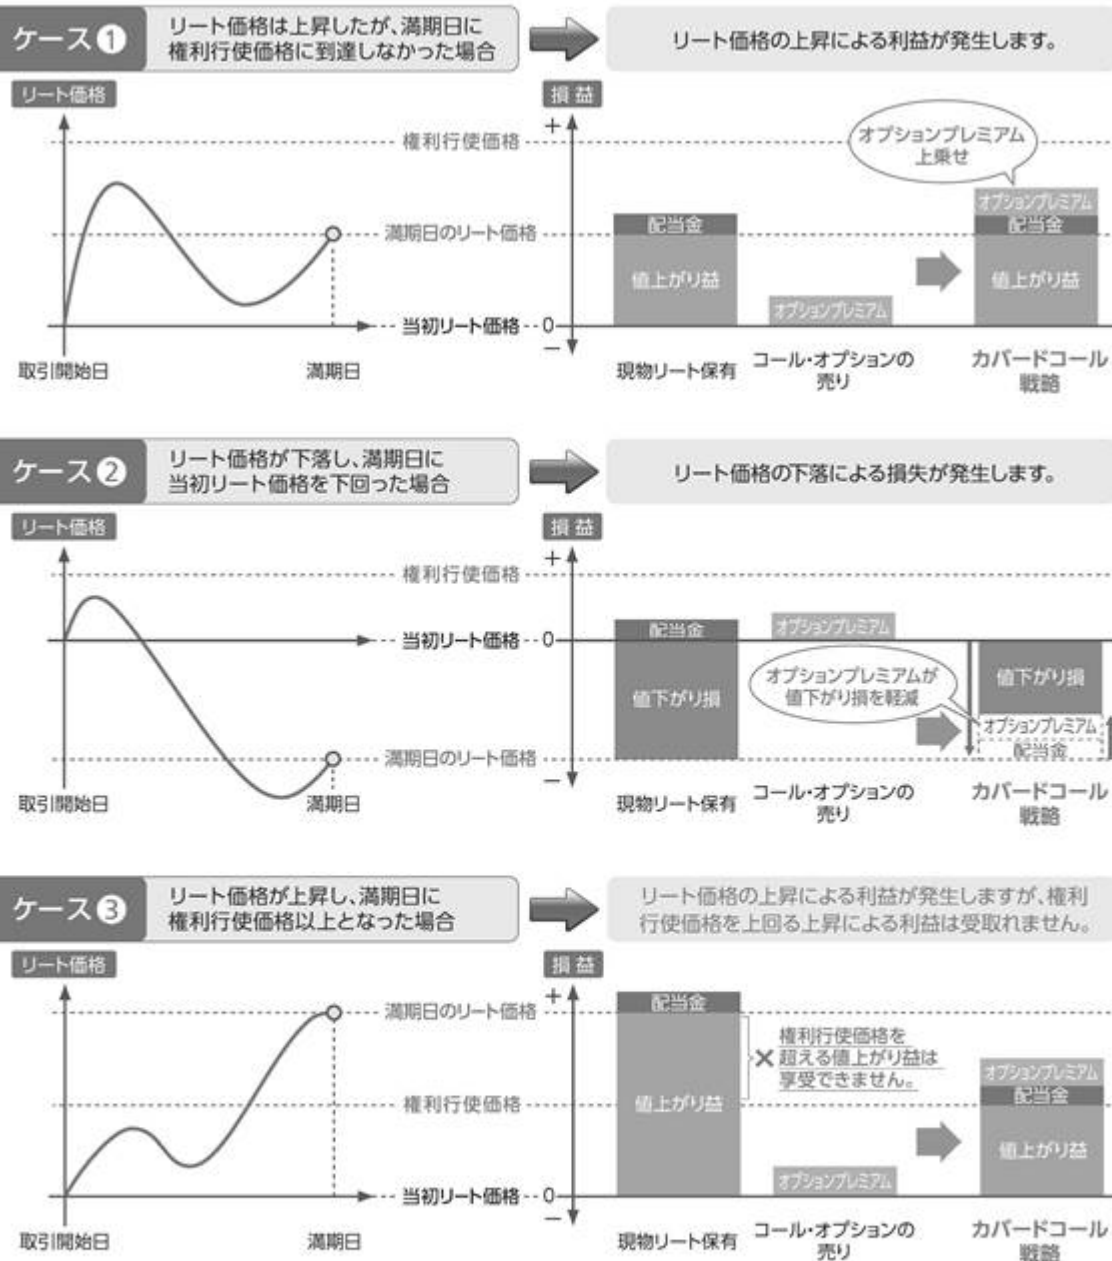 ケース❶
リート価格は上昇したが、満期日に
権利行使価格に到達しなかった場合
リート価格の上昇による利益が発生します。
リート価格
損益
+
権利行使価格
オプションプレミアム
上乗せ
オプションプレミアム
配当金
配当金
満期日のリート価格
値上がり益
値上がり益
オプションプレミアム
当初リート価格
0
−
取引開始日
満期日
現物リート保有
コール・オプションの
売り
カバードコール
戦略
ケース❷
リート価格が下落し、満期日に
当初リート価格を下回った場合
リート価格の下落による損失が発生します。
リート価格
損益
+
権利行使価格
配当金
オプションプレミアム
当初リート価格
0
値下がり損
オプションプレミアムが
値下がり損を軽減
値下がり損
オプションプレミアム
配当金
満期日のリート価格
−
取引開始日
満期日
現物リート保有
コール・オプションの
売り
カバードコール
戦略
ケース❸
リート価格が上昇し、満期日に
権利行使価格以上となった場合
リート価格の上昇による利益が発生しますが、権利
行使価格を上回る上昇による利益は受取れません。
リート価格
損益
+
配当金
満期日のリート価格
×
権利行使価格を
超える値上がり益は
享受できません。
オプションプレミアム
配当金
権利行使価格
値上がり益
値上がり益
オプションプレミアム
当初リート価格
0
−
取引開始日
満期日
現物リート保有
コール・オプションの
売り
カバードコール
戦略